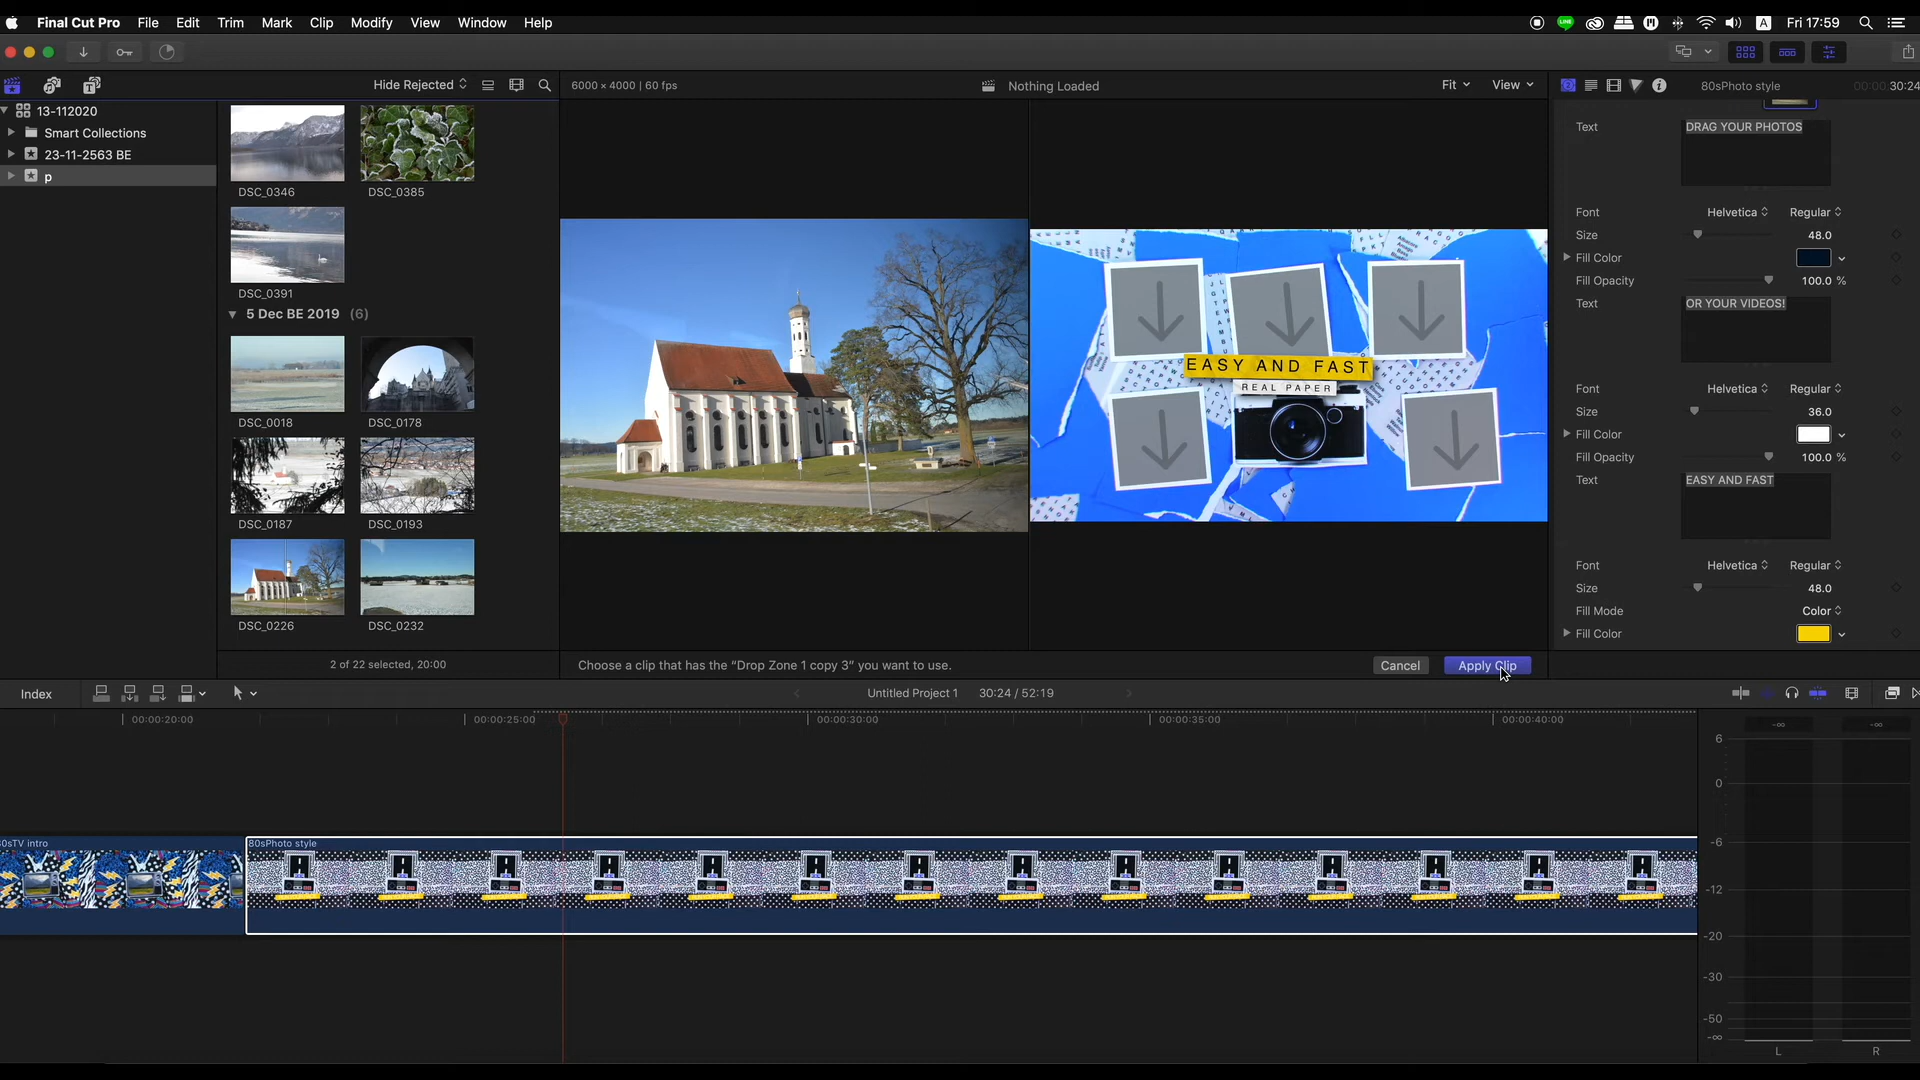 Final Cut Pro File Edit Trim Mark Clip Modify View Window Help
A Fri 17:59
Hide Rejected
6000 × 4000 | 60 fps
Nothing Loaded
Fit View
80sPhoto style
00:00:30:24
13-112020
Smart Collections
23-11-2563 BE
p
DSC_0346 DSC_0385
DSC_0391
5 Dec BE 2019 (6)
DSC_0018 DSC_0178
DSC_0187 DSC_0193
DSC_0226 DSC_0232
2 of 22 selected, 20:00
EASY AND FAST
REAL PAPER
Text DRAG YOUR PHOTOS
Font Helvetica Regular
Size 48.0
Fill Color
Fill Opacity 100.0 %
Text OR YOUR VIDEOS!
Font Helvetica Regular
Size 36.0
Fill Color
Fill Opacity 100.0 %
Text EASY AND FAST
Font Helvetica Regular
Size 48.0
Fill Mode Color
Fill Color
Choose a clip that has the “Drop Zone 1 copy 3” you want to use.
Cancel Apply Clip
Index
Untitled Project 1 30:24 / 52:19
00:00:20:00 00:00:25:00 00:00:30:00 00:00:35:00 00:00:40:00
0sTV intro
80sPhoto style
-∞ -∞
6
0
-6
-12
-20
-30
-50
-∞
L R